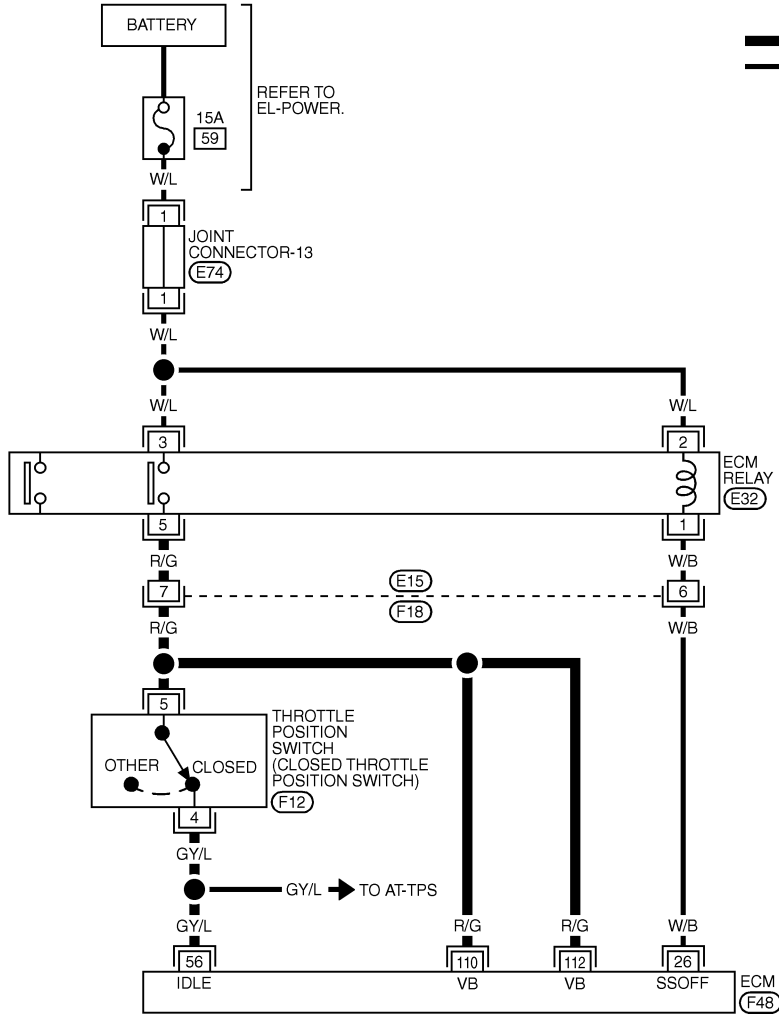 BATTERY
REFER TO
EL-POWER.
15A
59
W/L
1
JOINT
CONNECTOR-13
E74
1
W/L
W/L
W/L
3
2
ECM
RELAY
E32
5
1
R/G
W/B
7
E15
F18
6
R/G
W/B
5
THROTTLE
POSITION
SWITCH
(CLOSED THROTTLE
POSITION SWITCH)
F12
OTHER
CLOSED
4
GY/L
GY/L
TO AT-TPS
GY/L
R/G
R/G
W/B
56
110
112
26
IDLE
VB
VB
SSOFF
ECM
F48